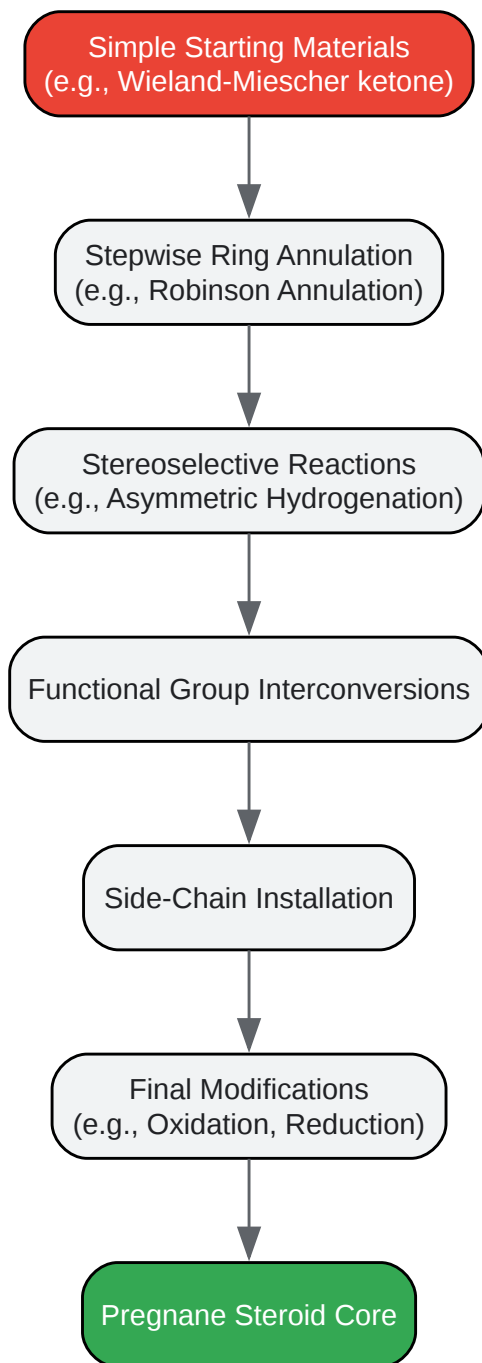 Simple Starting Materials
(e.g., Wieland-Miescher ketone)
Stepwise Ring Annulation
(e.g., Robinson Annulation)
Stereoselective Reactions
(e.g., Asymmetric Hydrogenation)
Functional Group Interconversions
Side-Chain Installation
Final Modifications
(e.g., Oxidation, Reduction)
Pregnane Steroid Core